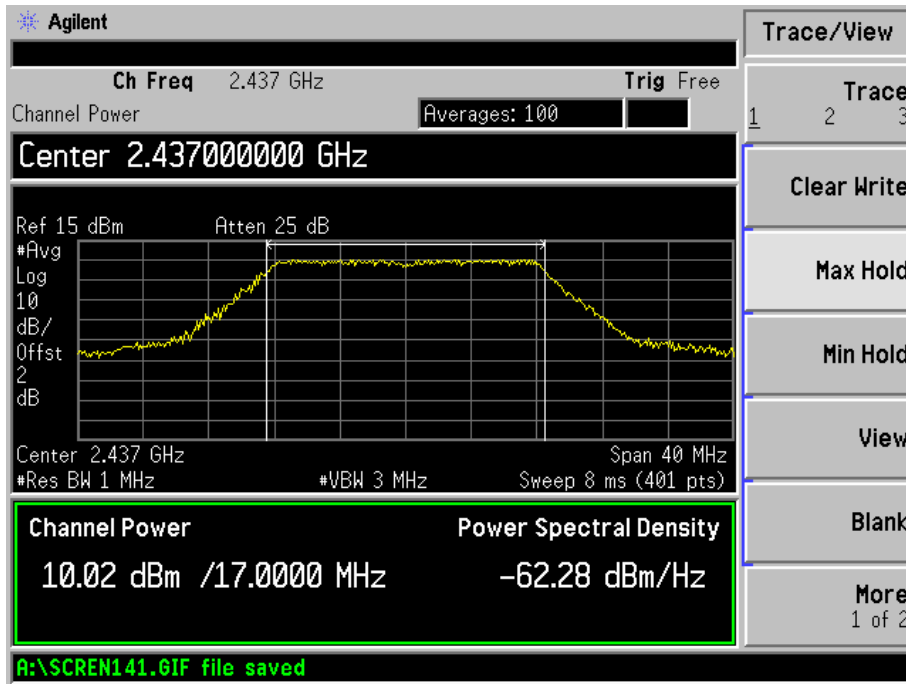 Agilent
Trace/View
Ch Freq 2.437 GHz Trig Free
Channel Power Averages: 100
Trace
1 2 3
Center 2.437000000 GHz
Clear Write
Ref 15 dBm Atten 25 dB
#Avg
Log
10
dB/
Offst
2
dB
Max Hold
Min Hold
View
Center 2.437 GHz Span 40 MHz
#Res BW 1 MHz #VBW 3 MHz Sweep 8 ms (401 pts)
Channel Power Power Spectral Density
10.02 dBm /17.0000 MHz -62.28 dBm/Hz
Blank
More
1 of 2
A:\SCREN141.GIF file saved